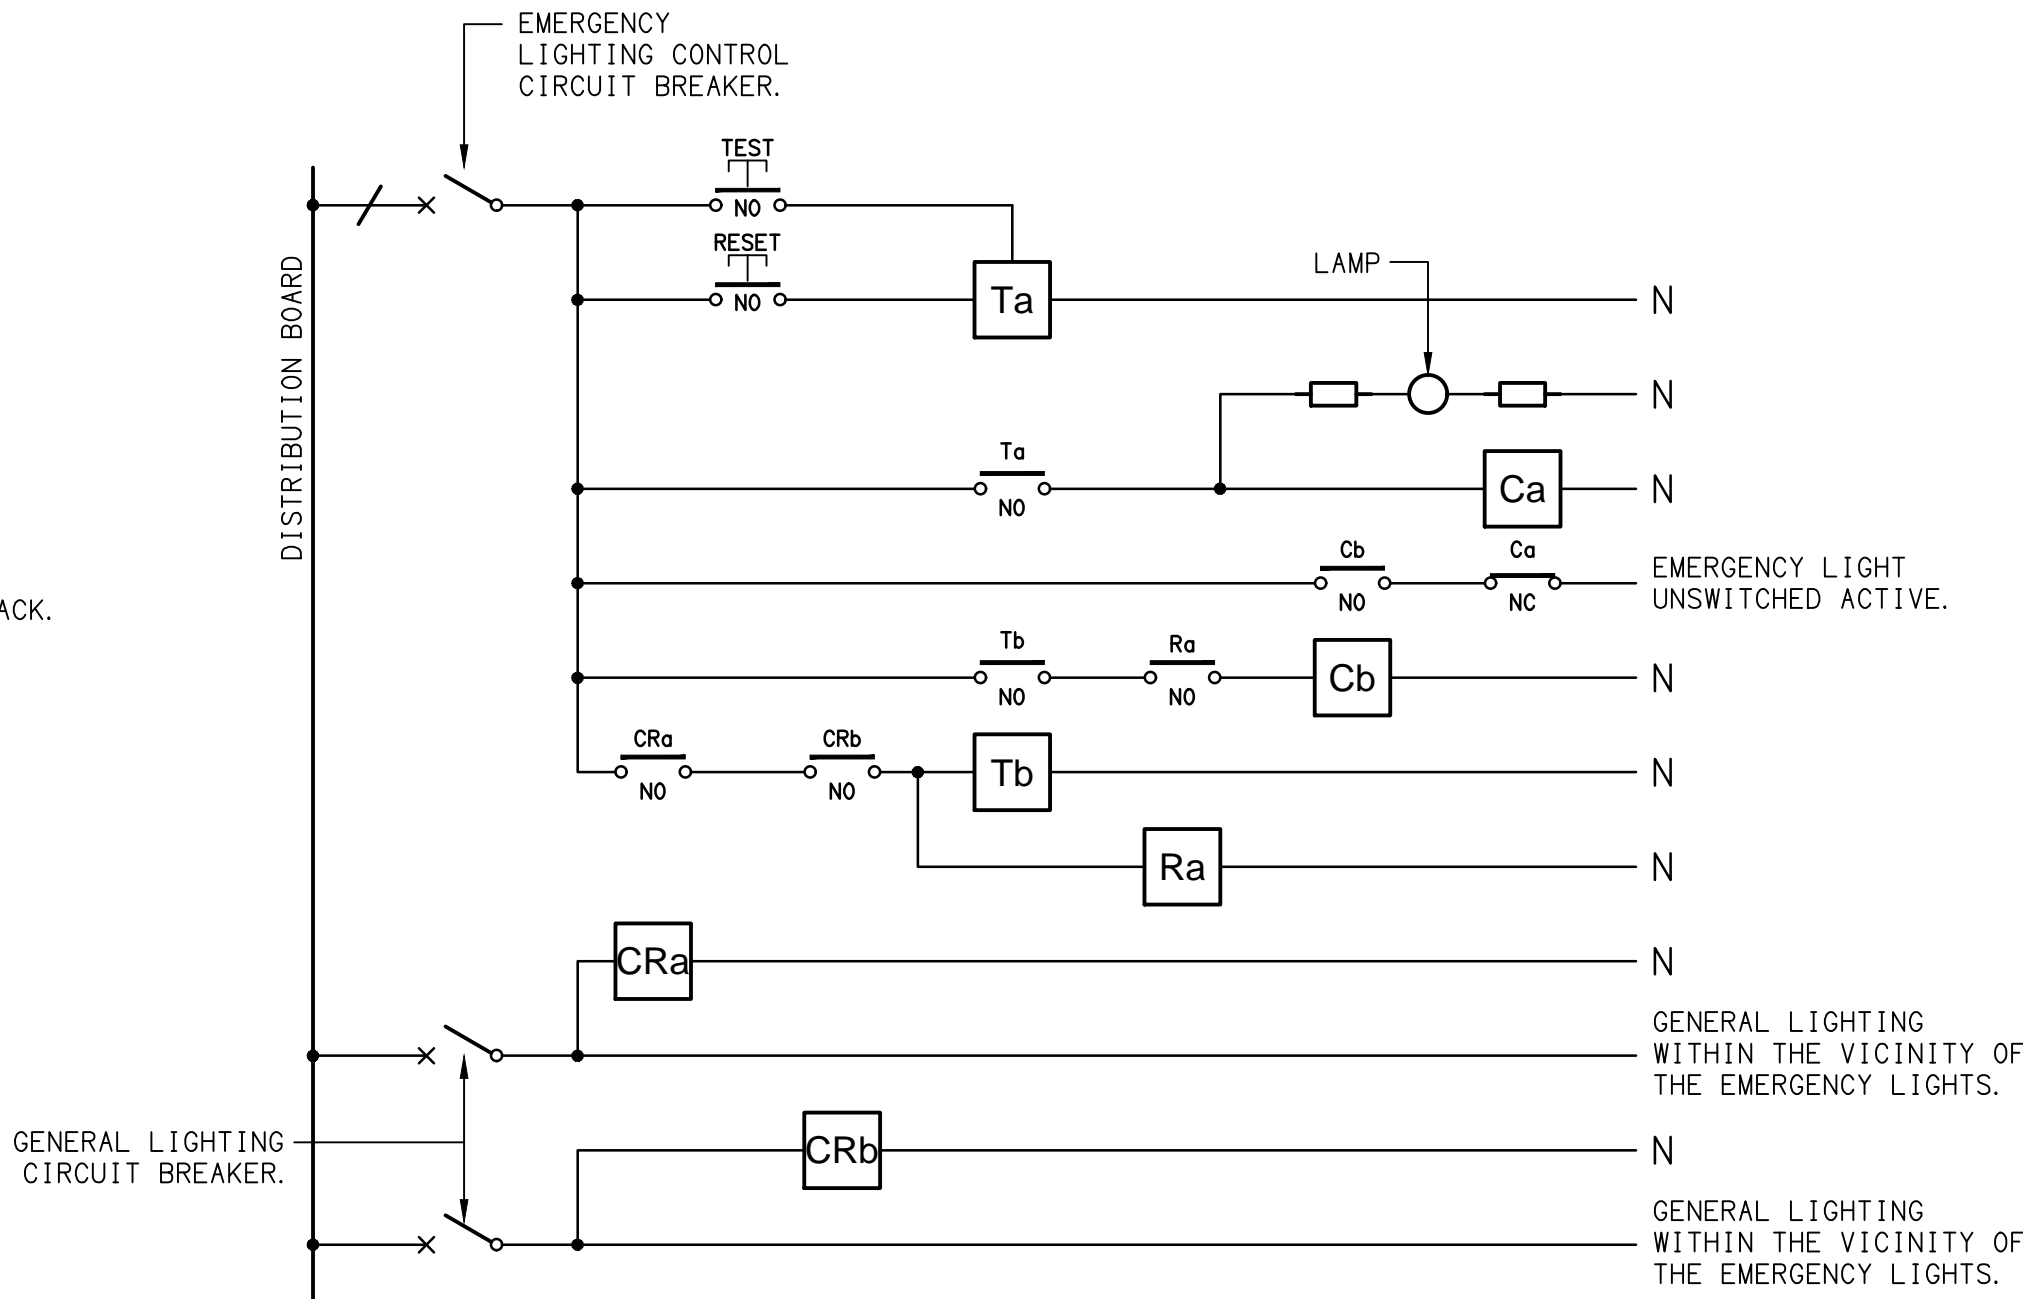 EMERGENCY
LIGHTING CONTROL
CIRCUIT BREAKER.
TEST
NO
RESET
NO
Ta
N
LAMP
N
DISTRIBUTION BOARD
Ta
NO
Ca
N
Cb
NO
Ca
NC
EMERGENCY LIGHT
UNSWITCHED ACTIVE.
ACK.
Tb
NO
Ra
NO
Cb
N
CRa
NO
CRb
NO
Tb
N
Ra
N
CRa
N
GENERAL LIGHTING
WITHIN THE VICINITY OF
THE EMERGENCY LIGHTS.
GENERAL LIGHTING
CIRCUIT BREAKER.
CRb
N
GENERAL LIGHTING
WITHIN THE VICINITY OF
THE EMERGENCY LIGHTS.